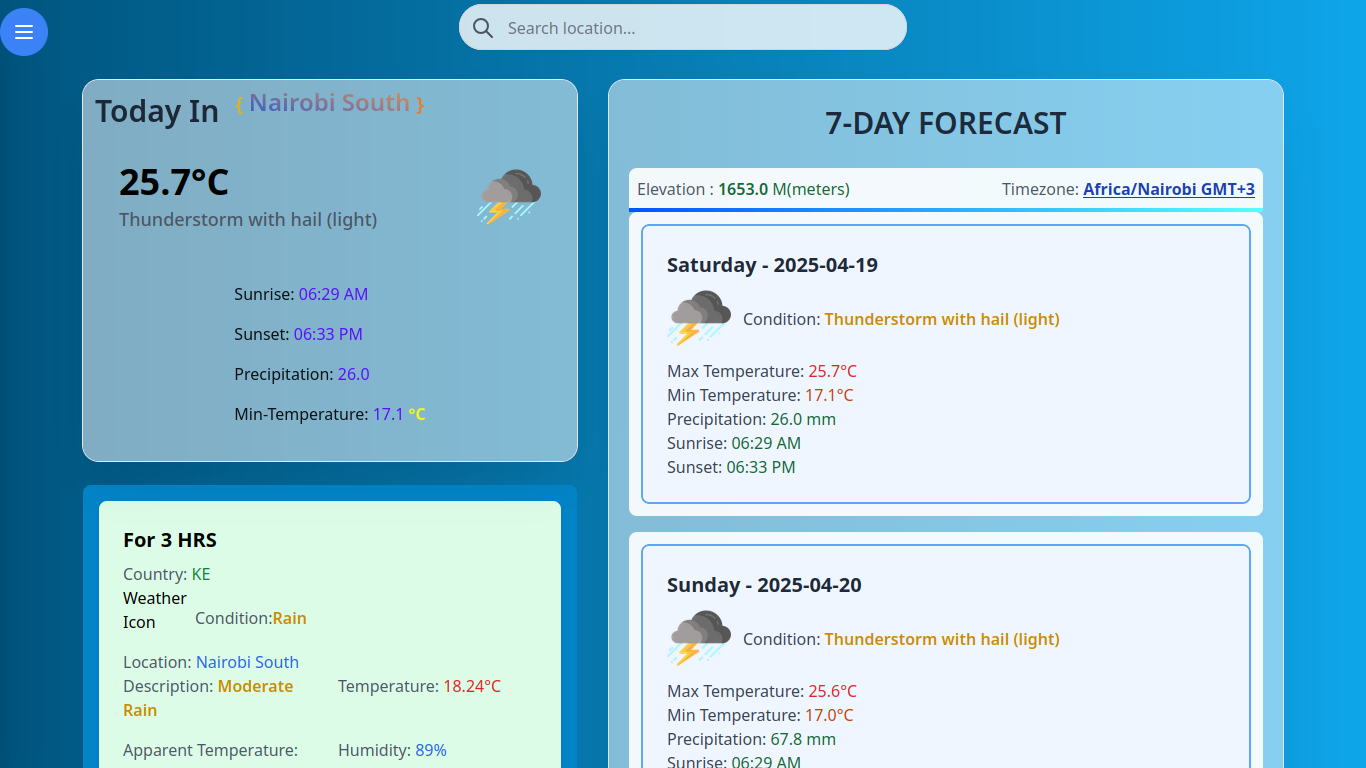 Search location...
Today In { Nairobi South }
25.7°C
Thunderstorm with hail (light)
Sunrise: 06:29 AM
Sunset: 06:33 PM
Precipitation: 26.0
Min-Temperature: 17.1 °C
For 3 HRS
Country: KE
Weather
Icon
Condition:Rain
Location: Nairobi South
Description: Moderate
Rain
Temperature: 18.24°C
Apparent Temperature:
Humidity: 89%
7-DAY FORECAST
Elevation : 1653.0 M(meters)
Timezone: Africa/Nairobi GMT+3
Saturday - 2025-04-19
Condition: Thunderstorm with hail (light)
Max Temperature: 25.7°C
Min Temperature: 17.1°C
Precipitation: 26.0 mm
Sunrise: 06:29 AM
Sunset: 06:33 PM
Sunday - 2025-04-20
Condition: Thunderstorm with hail (light)
Max Temperature: 25.6°C
Min Temperature: 17.0°C
Precipitation: 67.8 mm
Sunrise: 06:29 AM